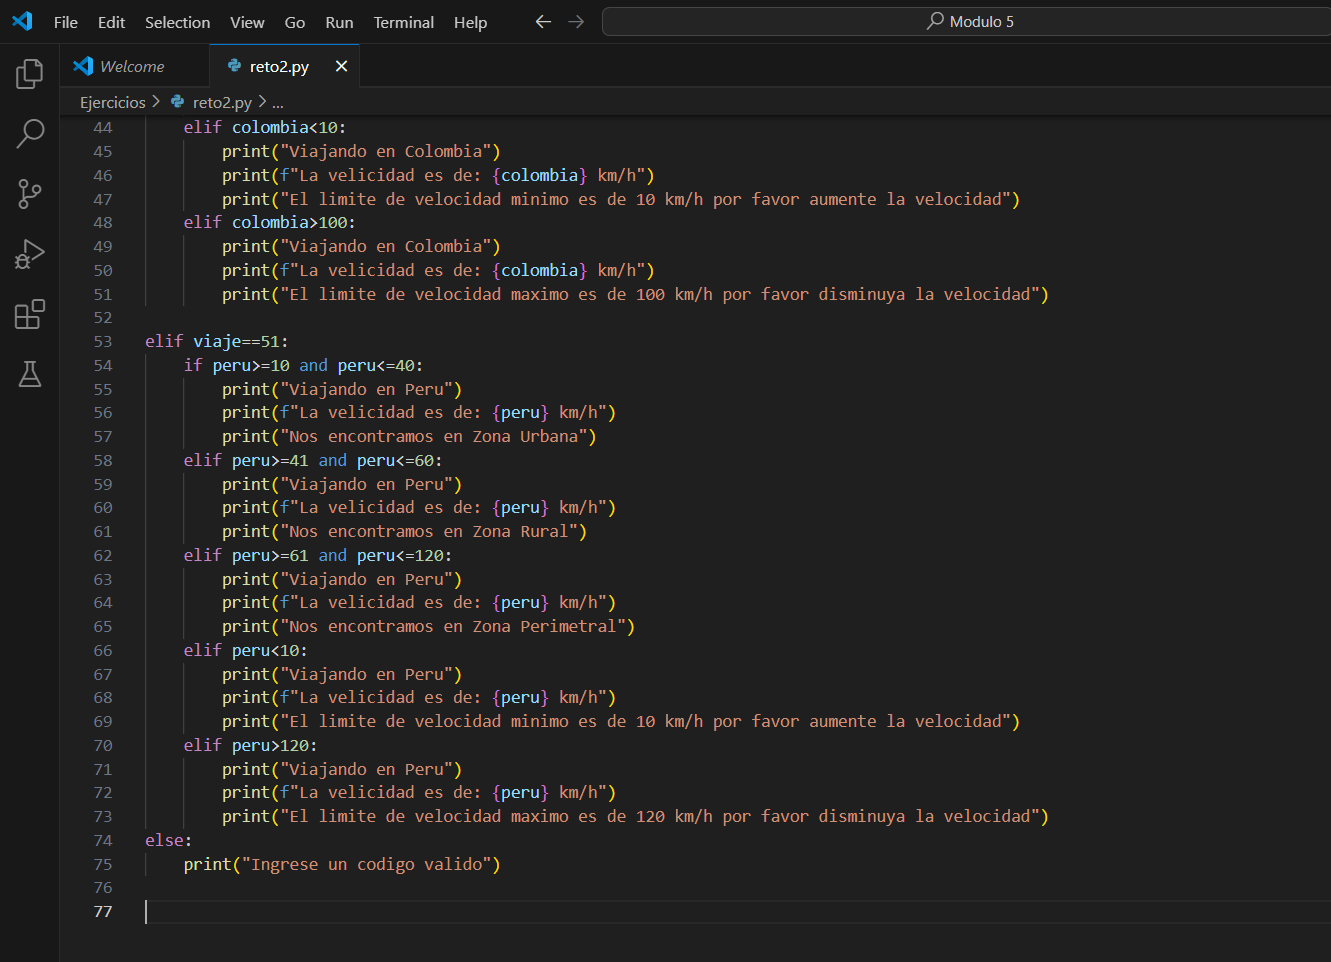 File Edit Selection View Go Run Terminal Help Modulo 5
Welcome reto2.py
Ejercicios > reto2.py > ...
44 elif colombia<10:
45 print("Viajando en Colombia")
46 print(f"La velicidad es de: {colombia} km/h")
47 print("El limite de velocidad minimo es de 10 km/h por favor aumente la velocidad")
48 elif colombia>100:
49 print("Viajando en Colombia")
50 print(f"La velicidad es de: {colombia} km/h")
51 print("El limite de velocidad maximo es de 100 km/h por favor disminuya la velocidad")
52
53 elif viaje==51:
54 if peru>=10 and peru<=40:
55 print("Viajando en Peru")
56 print(f"La velicidad es de: {peru} km/h")
57 print("Nos encontramos en Zona Urbana")
58 elif peru>=41 and peru<=60:
59 print("Viajando en Peru")
60 print(f"La velicidad es de: {peru} km/h")
61 print("Nos encontramos en Zona Rural")
62 elif peru>=61 and peru<=120:
63 print("Viajando en Peru")
64 print(f"La velicidad es de: {peru} km/h")
65 print("Nos encontramos en Zona Perimetral")
66 elif peru<10:
67 print("Viajando en Peru")
68 print(f"La velicidad es de: {peru} km/h")
69 print("El limite de velocidad minimo es de 10 km/h por favor aumente la velocidad")
70 elif peru>120:
71 print("Viajando en Peru")
72 print(f"La velicidad es de: {peru} km/h")
73 print("El limite de velocidad maximo es de 120 km/h por favor disminuya la velocidad")
74 else:
75 print("Ingrese un codigo valido")
76
77